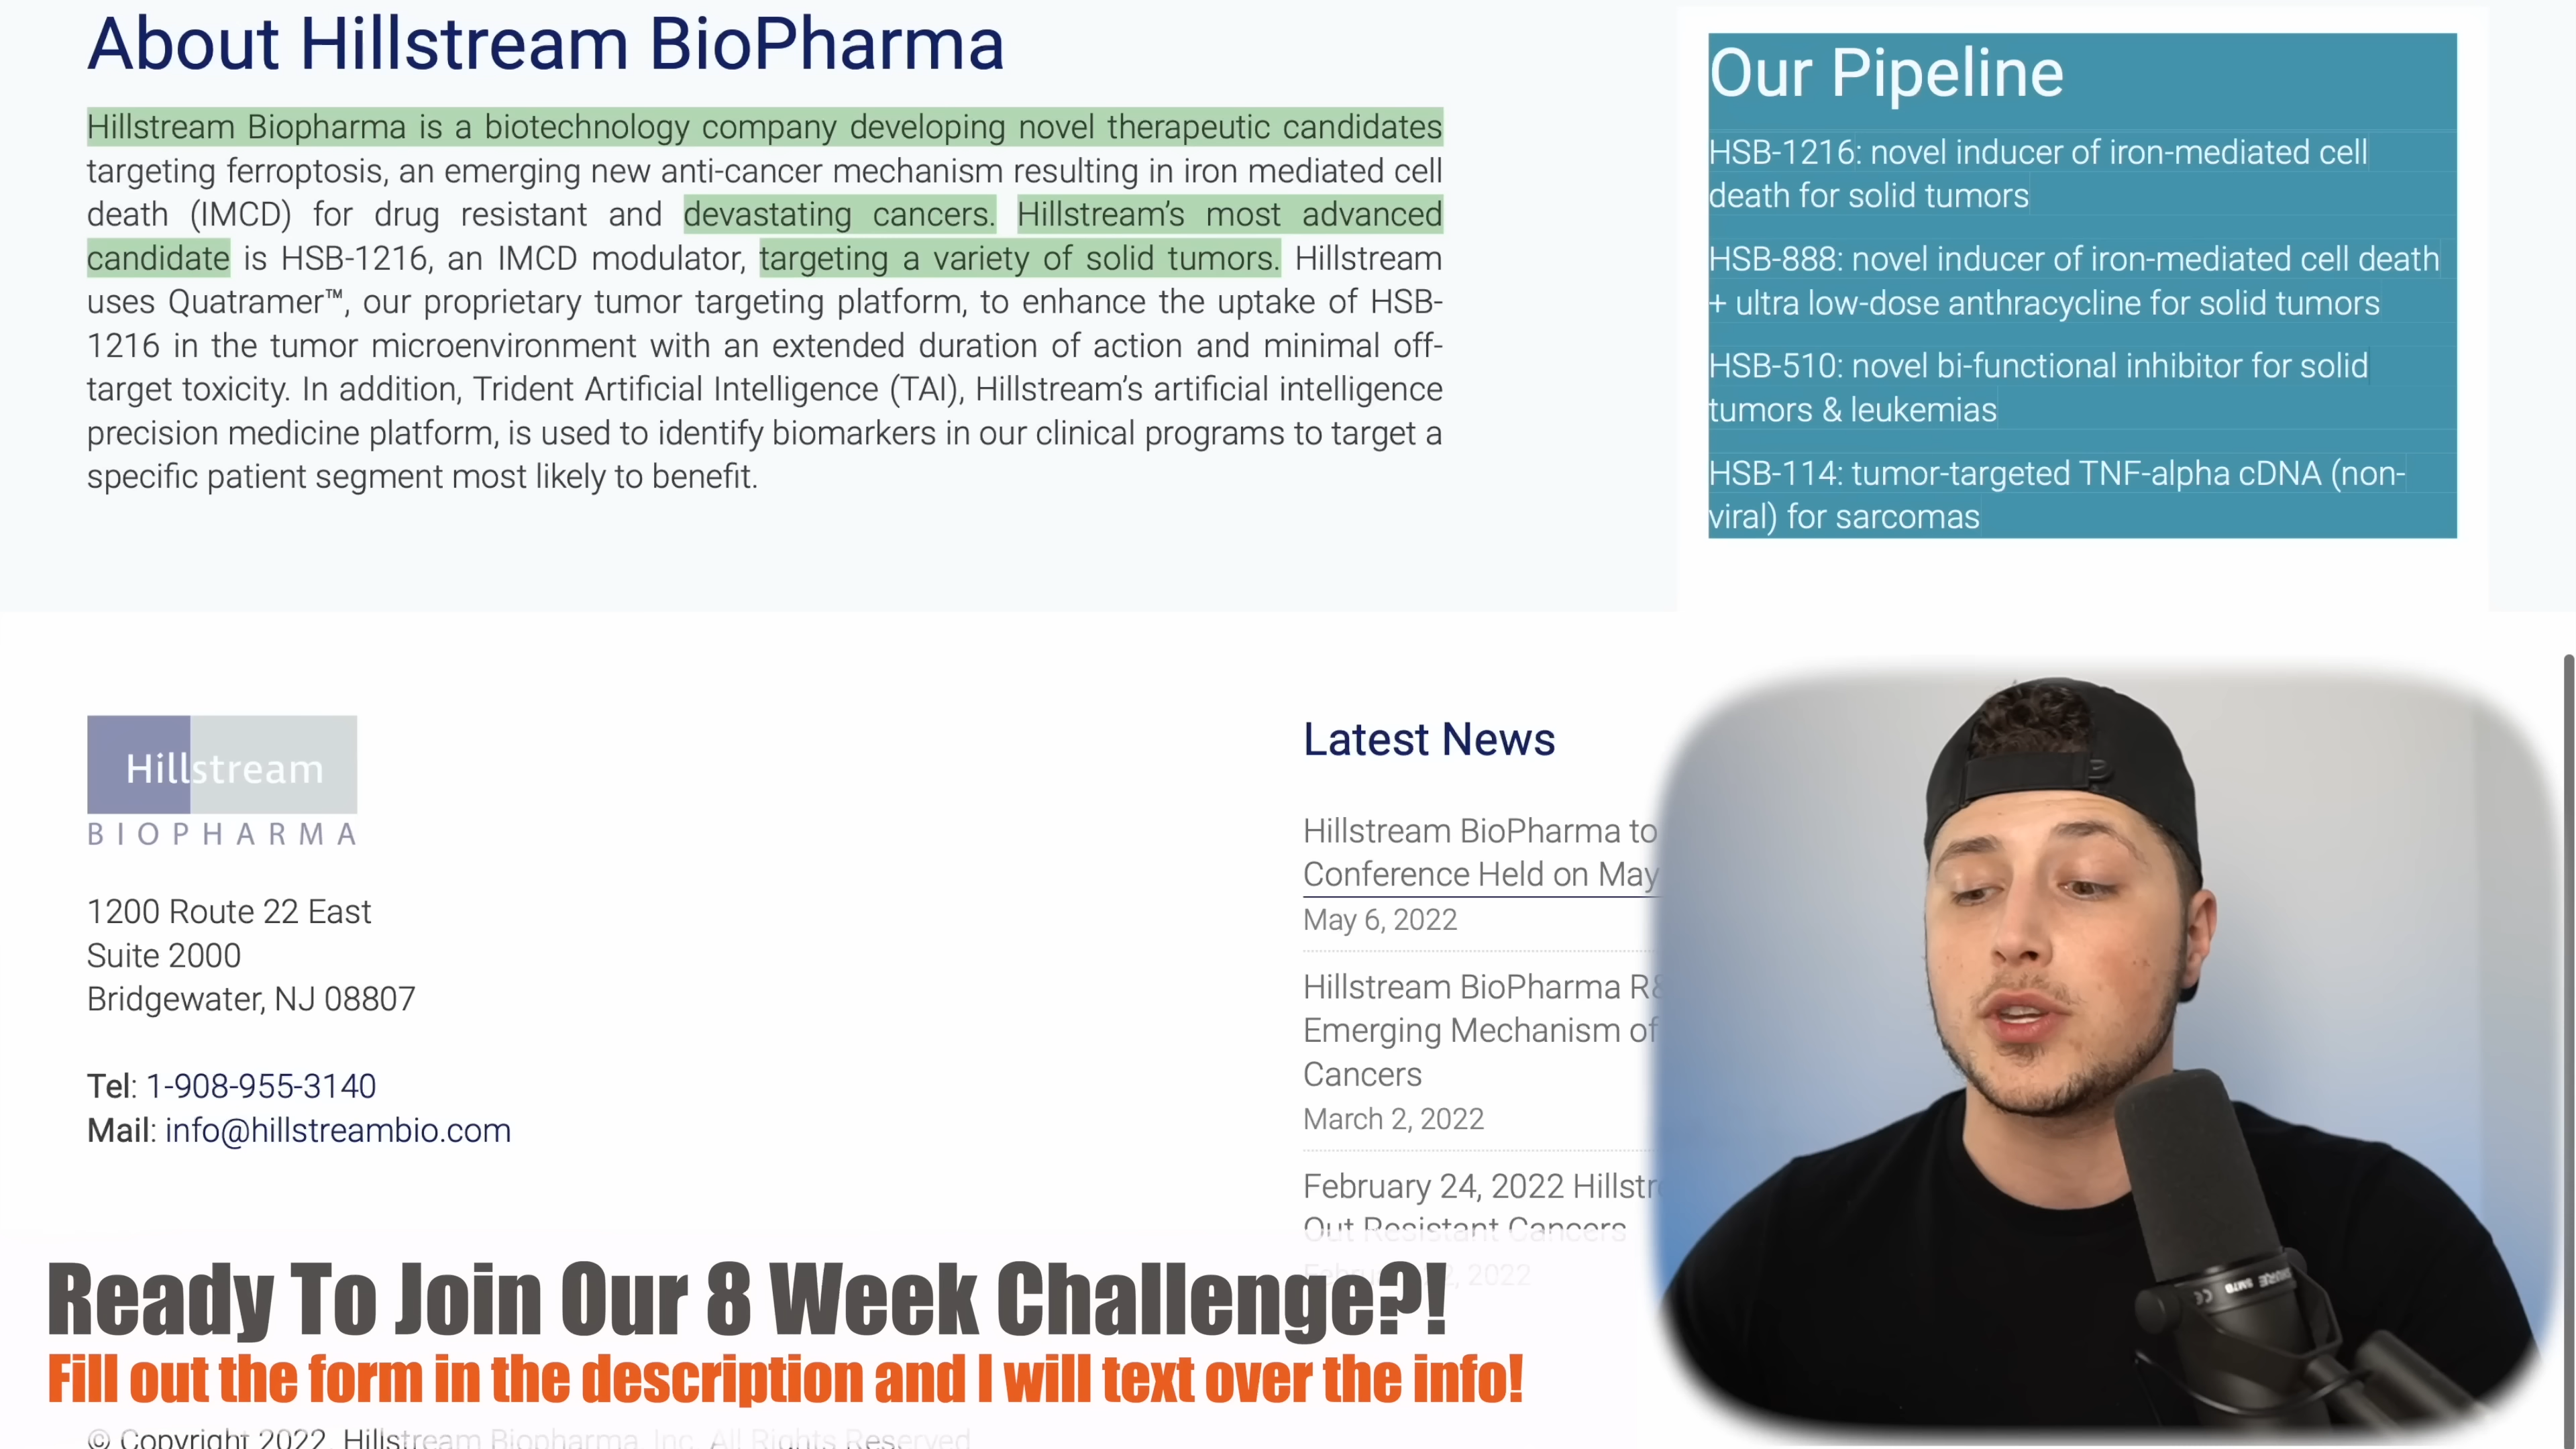 About Hillstream BioPharma
Hillstream Biopharma is a biotechnology company developing novel therapeutic candidates
targeting ferroptosis, an emerging new anti-cancer mechanism resulting in iron mediated cell
death (IMCD) for drug resistant and devastating cancers. Hillstream's most advanced
candidate is HSB-1216, an IMCD modulator, targeting a variety of solid tumors. Hillstream
uses Quatramer™, our proprietary tumor targeting platform, to enhance the uptake of HSB-
1216 in the tumor microenvironment with an extended duration of action and minimal off-
target toxicity. In addition, Trident Artificial Intelligence (TAI), Hillstream's artificial intelligence
precision medicine platform, is used to identify biomarkers in our clinical programs to target a
specific patient segment most likely to benefit.
Our Pipeline
HSB-1216: novel inducer of iron-mediated cell
death for solid tumors
HSB-888: novel inducer of iron-mediated cell death
+ ultra low-dose anthracycline for solid tumors
HSB-510: novel bi-functional inhibitor for solid
tumors & leukemias
HSB-114: tumor-targeted TNF-alpha cDNA (non-
viral) for sarcomas
Hillstream
BIOPHARMA
1200 Route 22 East
Suite 2000
Bridgewater, NJ 08807
Tel: 1-908-955-3140
Mail: info@hillstreambio.com
Latest News
Hillstream BioPharma to
Conference Held on May
May 6, 2022
Hillstream BioPharma
Emerging Mechanism of
Cancers
March 2, 2022
February 24, 2022
Out Resistant Cancers
2022
Ready To Join Our 8 Week Challenge?!
Fill out the form in the description and I will text over the info!
© Copyright 2022. Hillstream Biopharma, Inc. All Rights Reserved
SHURE SM7B